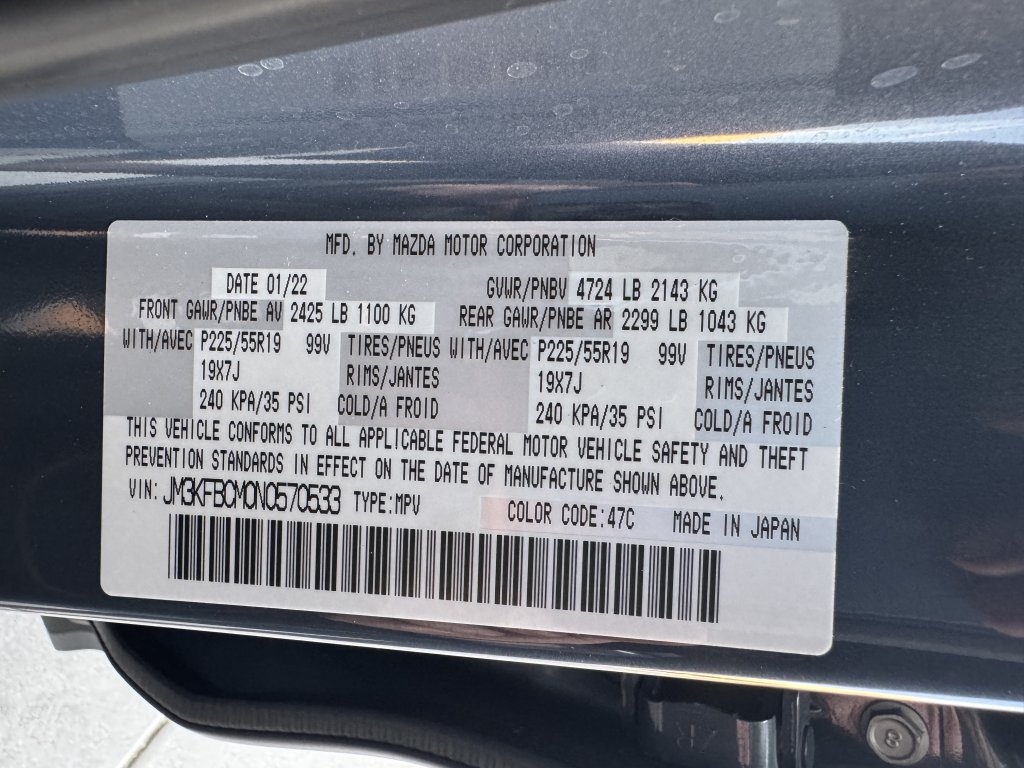 MFD. BY MAZDA MOTOR CORPORATION
DATE 01/22 GVWR/PNBV 4724 LB 2143 KG
FRONT GAWR/PNBE AV 2425 LB 1100 KG REAR GAWR/PNBE AR 2299 LB 1043 KG
WITH/AVEC P225/55R19 99V TIRES/PNEUS WITH/AVEC P225/55R19 99V TIRES/PNEUS
19X7J RIMS/JANTES 19X7J RIMS/JANTES
240 KPA/35 PSI COLD/A FROID 240 KPA/35 PSI COLD/A FROID
THIS VEHICLE CONFORMS TO ALL APPLICABLE FEDERAL MOTOR VEHICLE SAFETY AND THEFT
PREVENTION STANDARDS IN EFFECT ON THE DATE OF MANUFACTURE SHOWN ABOVE.
VIN: JM3KFBCM0N0570533 TYPE:MPV COLOR CODE:47C MADE IN JAPAN
8